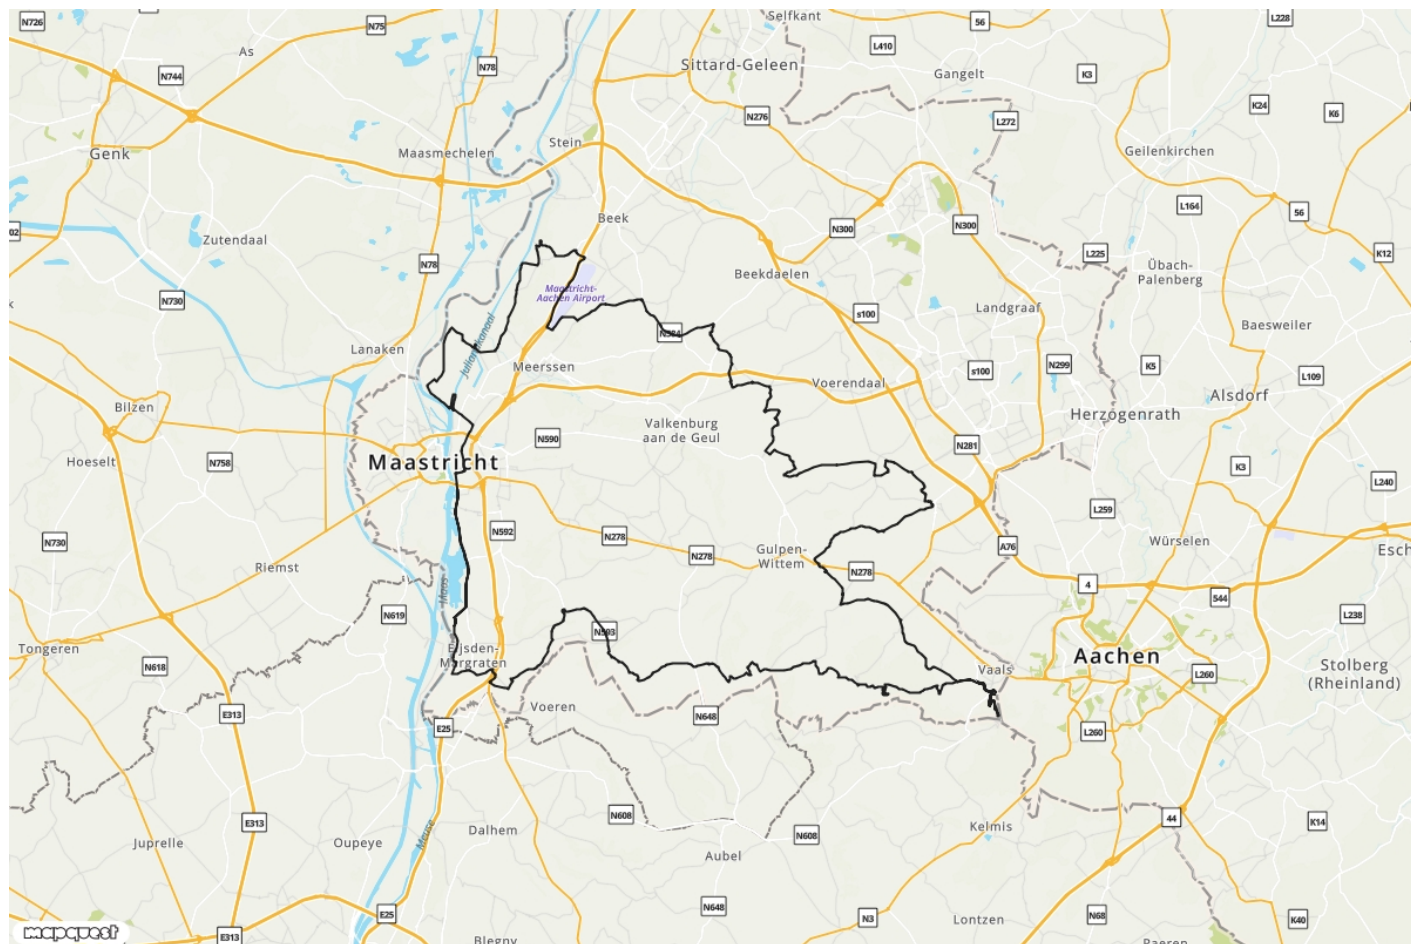 Selfkant
L228
N726
N75
56
As
L410
N78
Sittard-Geleen
Gangelt
K3
N744
K24
K6
N276
L272
Stein
Genk
Maasmechelen
Geilenkirchen
L164
56
Beek
N300
N300
02
Zutendaal
L225
K12
N78
Beekdaelen
Übach-
Palenberg
Maastricht-
Aachen Airport
N730
Landgraaf
s100
Baesweiler
Julianakanaal
Lanaken
Meerssen
N299
K5
s100
L109
Voerendaal
Alsdorf
Bilzen
Herzogenrath
Valkenburg
aan de Geul
N590
N281
Maastricht
Hoeselt
N758
K3
L240
L259
N592
N278
N730
A76
Würselen
N278
Gulpen-
Wittem
Esch
Riemst
N278
4
544
Maas
N619
L238
N593
Tongeren
Eijsden-
Margraten
Aachen
N618
Vaals
L260
Stolberg
(Rheinland)
Voeren
E313
N648
E25
L260
N608
44
E313
Kelmis
K14
Dalhem
N608
Meuse
Juprelle
Oupeye
Aubel
N648
E25
N3
Lontzen
N68
K40
mapquest
E313
Blegny